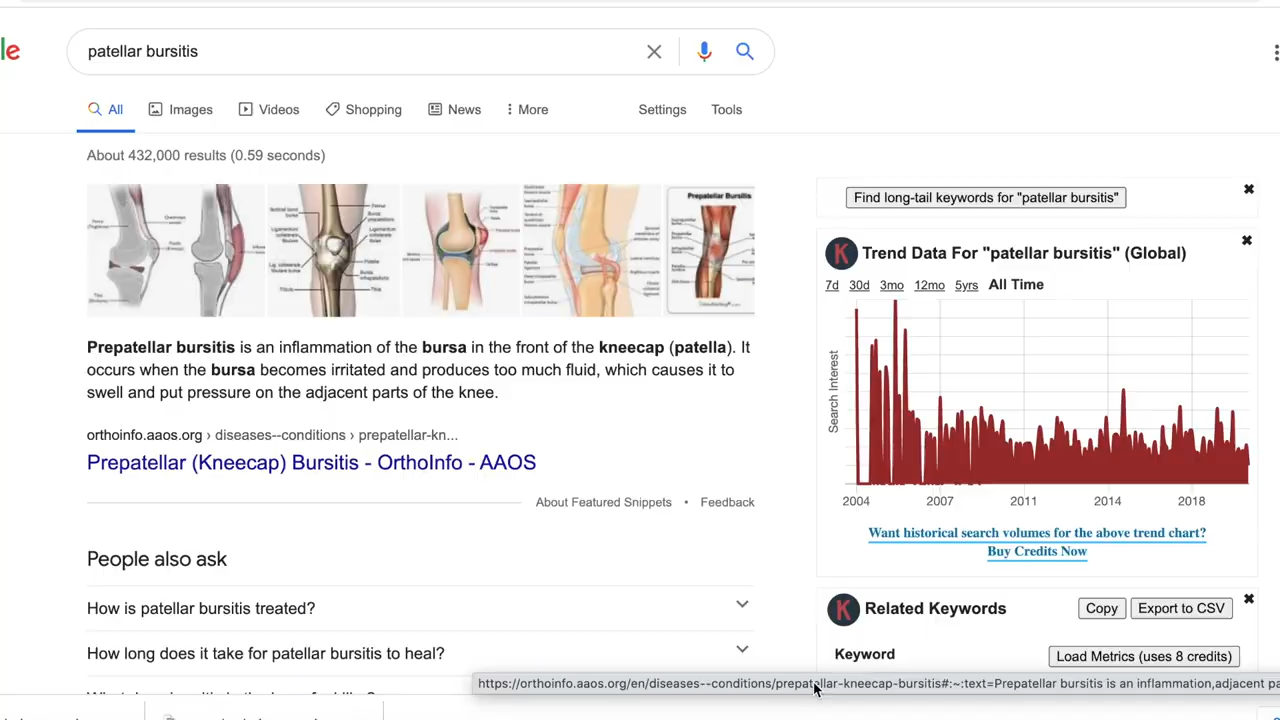 le
patellar bursitis
All
Images
Videos
Shopping
News
More
Settings
Tools
About 432,000 results (0.59 seconds)
Prepatellar Bursitis
Prepatellar bursitis is an inflammation of the bursa in the front of the kneecap (patella). It
occurs when the bursa becomes irritated and produces too much fluid, which causes it to
swell and put pressure on the adjacent parts of the knee.
orthoinfo.aaos.org › diseases--conditions › prepatellar-kn...
Prepatellar (Kneecap) Bursitis - OrthoInfo - AAOS
About Featured Snippets • Feedback
People also ask
How is patellar bursitis treated?
How long does it take for patellar bursitis to heal?
Find long-tail keywords for "patellar bursitis"
K
Trend Data For "patellar bursitis" (Global)
7d 30d 3mo 12mo 5yrs All Time
Search Interest
2004 2007 2011 2014 2018
Want historical search volumes for the above trend chart?
Buy Credits Now
K
Related Keywords
Copy
Export to CSV
Keyword
Load Metrics (uses 8 credits)
https://orthoinfo.aaos.org/en/diseases--conditions/prepatellar-kneecap-bursitis#:~:text=Prepatellar bursitis is an inflammation,adjacent pa